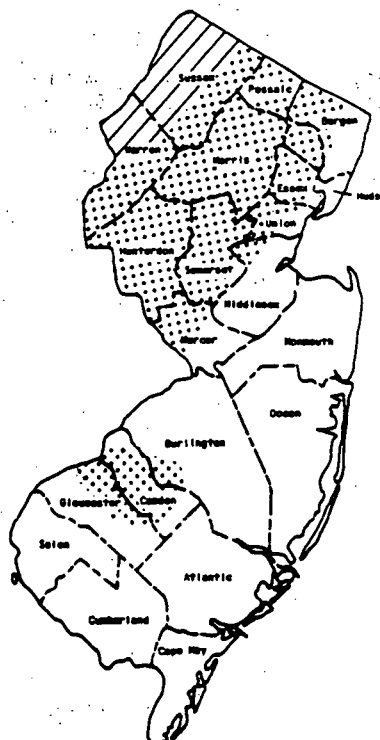 Sussex
Passaic
Bergen
Warren
Morris
Essex
Huds
Union
Hunterdon
Somerset
Middlesex
Mercer
Monmouth
Ocean
Burlington
Gloucester
Camden
Salem
Atlantic
Cumberland
Cape May